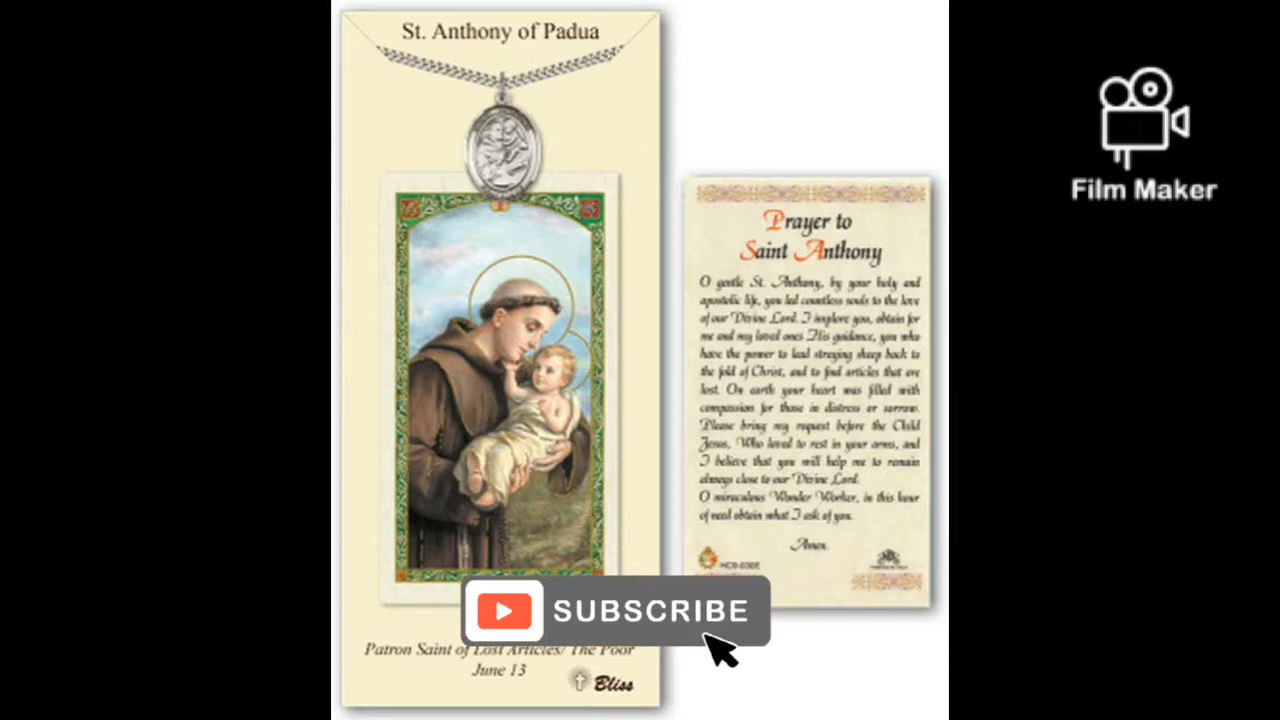 St. Anthony of Padua
Film Maker
Prayer to
Saint Anthony
O gentle St. Anthony, by your holy and
apostolic life, you led countless souls to the love
of our Divine Lord. I implore you, obtain for
me and my loved ones His guidance, you who
have the power to lead straying sheep back to
the fold of Christ, and to find articles that are
lost. On earth your heart was filled with
compassion for those in distress or sorrow.
Please bring my request before the Child
Jesus, Who loved to rest in your arms, and
I believe that you will help me to remain
always close to our Divine Lord.
O miraculous Wonder Worker, in this hour
of need obtain what I ask of you.
Amen.
SUBSCRIBE
Patron Saint of Lost Articles/ The Poor
June 13
Bliss